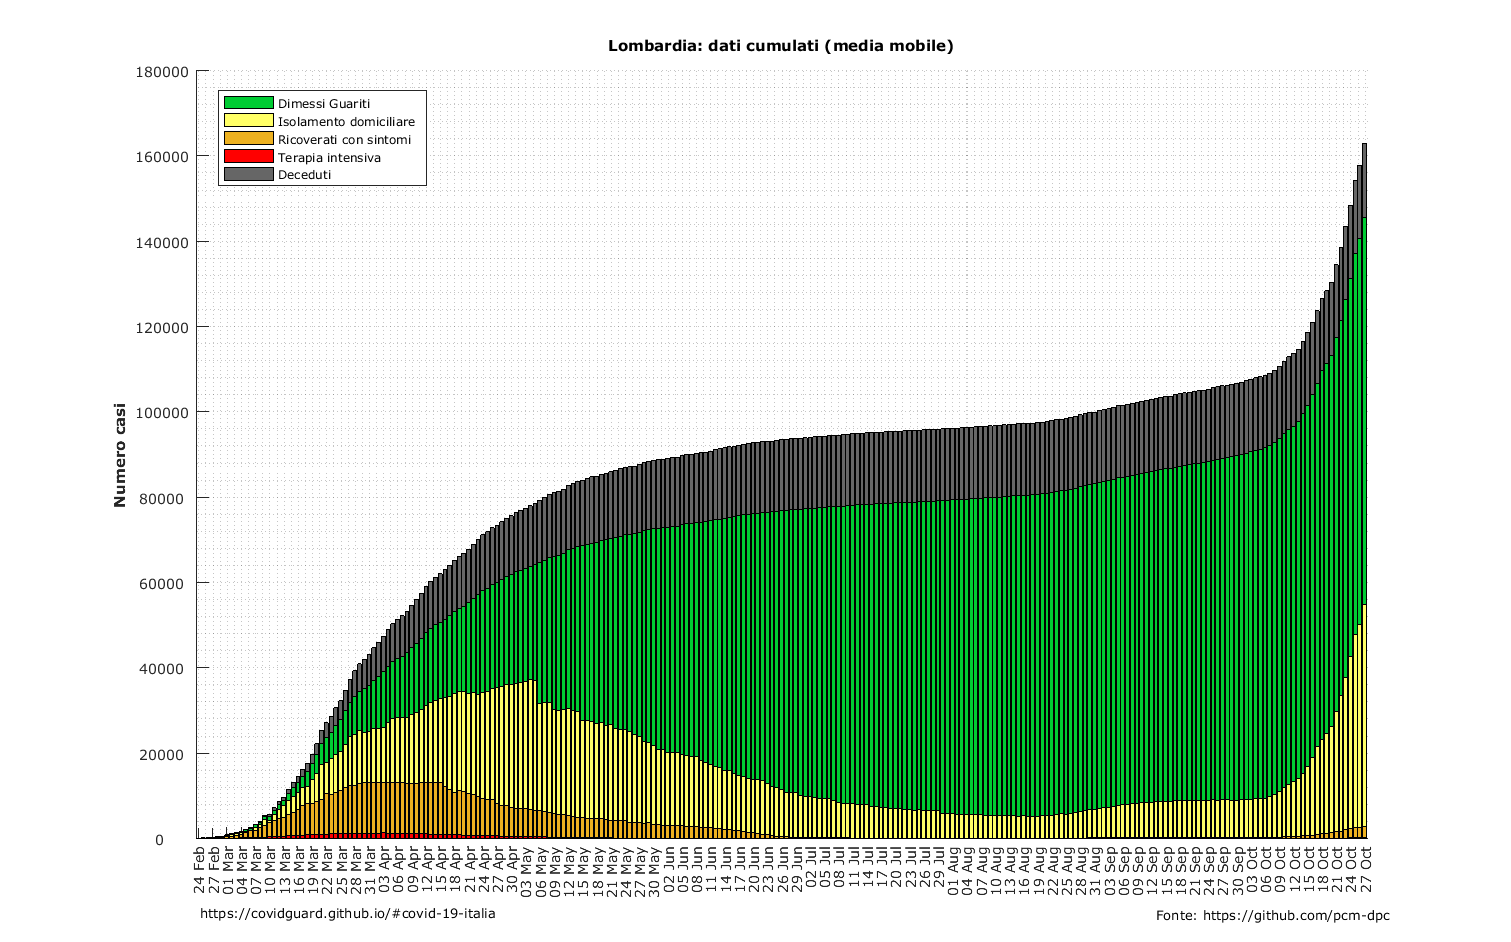 Lombardia: dati cumulati (media mobile)
180000
160000
140000
120000
100000
80000
60000
40000
20000
0
Numero casi
Dimessi Guariti
Isolamento domiciliare
Ricoverati con sintomi
Terapia intensiva
Deceduti
24 Feb
27 Feb
01 Mar
04 Mar
07 Mar
10 Mar
13 Mar
16 Mar
19 Mar
22 Mar
25 Mar
28 Mar
31 Mar
03 Apr
06 Apr
09 Apr
12 Apr
15 Apr
18 Apr
21 Apr
24 Apr
27 Apr
30 Apr
03 May
06 May
09 May
12 May
15 May
18 May
21 May
24 May
27 May
30 May
02 Jun
05 Jun
08 Jun
11 Jun
14 Jun
17 Jun
20 Jun
23 Jun
26 Jun
29 Jun
02 Jul
05 Jul
08 Jul
11 Jul
14 Jul
17 Jul
20 Jul
23 Jul
26 Jul
29 Jul
01 Aug
04 Aug
07 Aug
10 Aug
13 Aug
16 Aug
19 Aug
22 Aug
25 Aug
28 Aug
31 Aug
03 Sep
06 Sep
09 Sep
12 Sep
15 Sep
18 Sep
21 Sep
24 Sep
27 Sep
30 Sep
03 Oct
06 Oct
09 Oct
12 Oct
15 Oct
18 Oct
21 Oct
24 Oct
27 Oct
https://covidguard.github.io/#covid-19-italia
Fonte: https://github.com/pcm-dpc